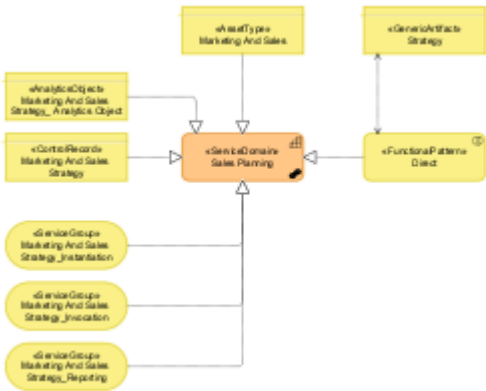 «AssetType»
Marketing And Sales
«GenericArtifact»
Strategy
«AnalyticsObject»
Marketing And Sales
Strategy_ Analytics Object
«ControlRecord»
Marketing And Sales
Strategy
«ServiceDomain»
Sales Planning
«FunctionalPattern»
Direct
«ServiceGroup»
Marketing And Sales
Strategy_Instantiation
«ServiceGroup»
Marketing And Sales
Strategy_Invocation
«ServiceGroup»
Marketing And Sales
Strategy_Reporting